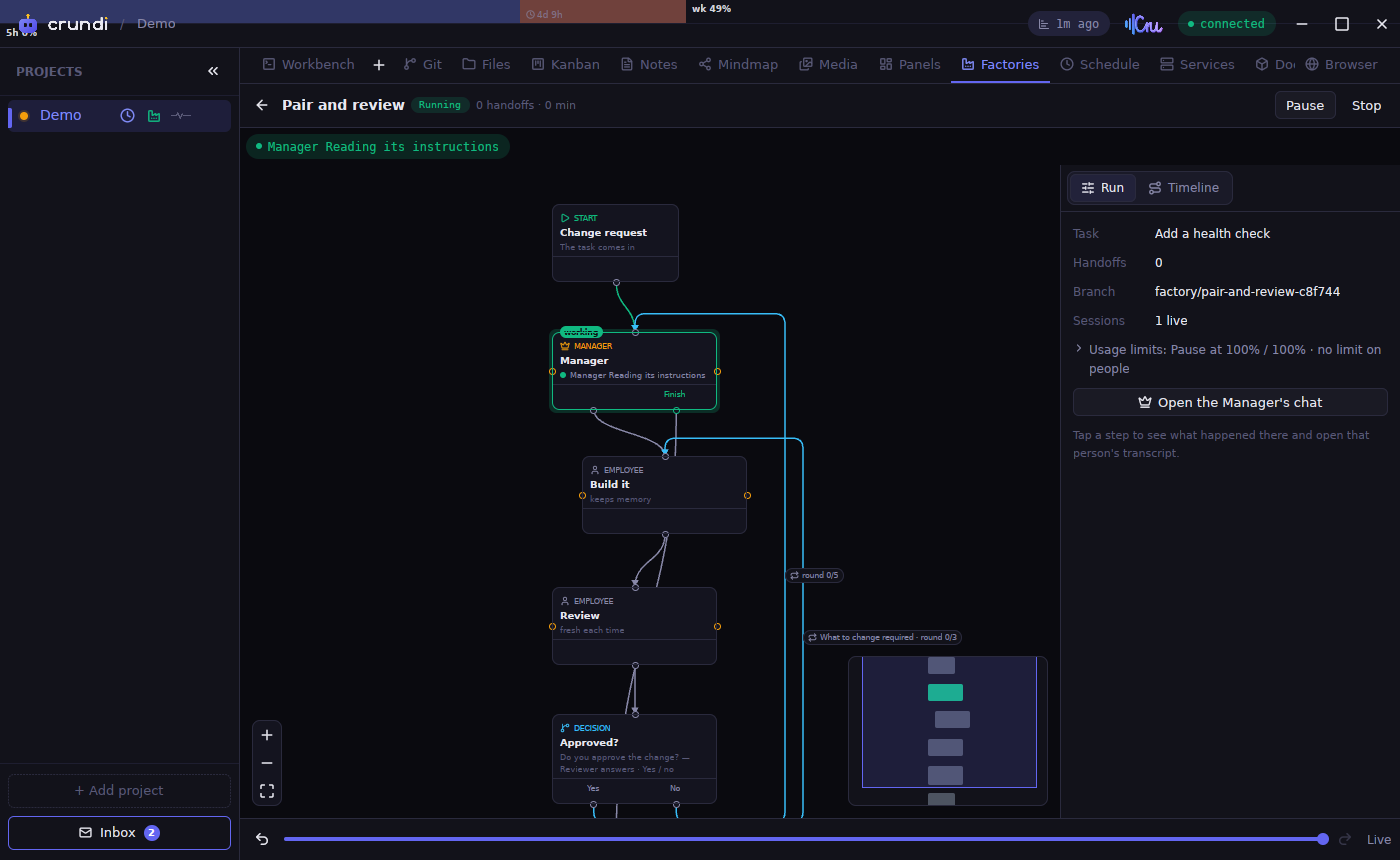 4d 9h
wk 49%
crundi / Demo
5h 0%
1m ago
Cru
connected
PROJECTS
Workbench
Git
Files
Kanban
Notes
Mindmap
Media
Panels
Factories
Schedule
Services
Doc
Browser
Demo
Pair and review
Running
0 handoffs · 0 min
Pause
Stop
Manager Reading its instructions
Run
Timeline
START
Change request
The task comes in
Task
Add a health check
Handoffs
0
Branch
factory/pair-and-review-c8f744
Sessions
1 live
Usage limits: Pause at 100% / 100% · no limit on
people
Open the Manager's chat
Tap a step to see what happened there and open that
person's transcript.
working
MANAGER
Manager
Manager Reading its instructions
Finish
EMPLOYEE
Build it
keeps memory
round 0/5
EMPLOYEE
Review
fresh each time
What to change required · round 0/3
DECISION
Approved?
Do you approve the change? —
Reviewer answers · Yes / no
Yes
No
+ Add project
Inbox 2
Live